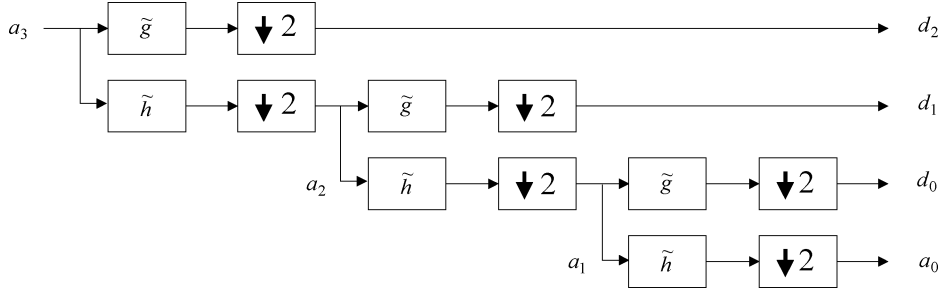 a₃ g̃ 2 d₂
h̃ 2 g̃ 2 d₁
a₂ h̃ 2 g̃ 2 d₀
a₁ h̃ 2 a₀